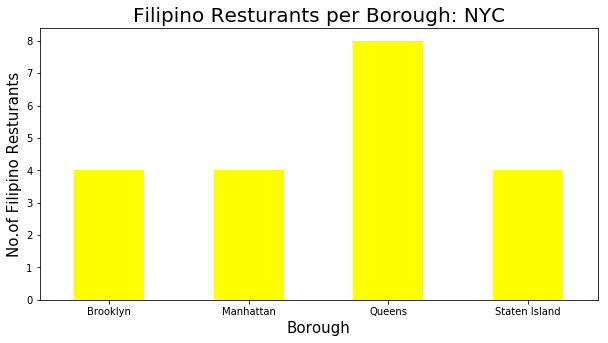 Filipino Resturants per Borough: NYC
No.of Filipino Resturants
8
7
6
5
4
3
2
1
0
Brooklyn Manhattan Queens Staten Island
Borough